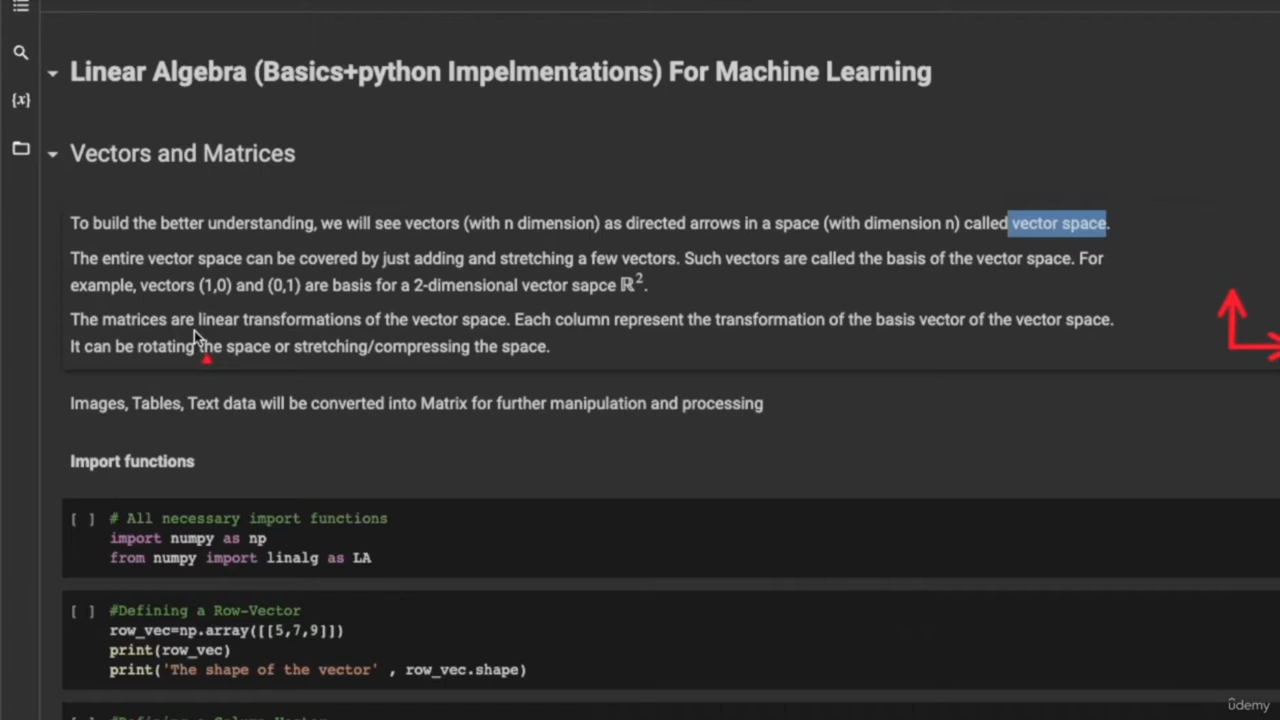 Linear Algebra (Basics+python Impelmentations) For Machine Learning
{x}
Vectors and Matrices
To build the better understanding, we will see vectors (with n dimension) as directed arrows in a space (with dimension n) called vector space.
The entire vector space can be covered by just adding and stretching a few vectors. Such vectors are called the basis of the vector space. For
example, vectors (1,0) and (0,1) are basis for a 2-dimensional vector sapce ℝ².
The matrices are linear transformations of the vector space. Each column represent the transformation of the basis vector of the vector space.
It can be rotating the space or stretching/compressing the space.
Images, Tables, Text data will be converted into Matrix for further manipulation and processing
Import functions
[ ] # All necessary import functions
import numpy as np
from numpy import linalg as LA
[ ] #Defining a Row-Vector
row_vec=np.array([[5,7,9]])
print(row_vec)
print('The shape of the vector' , row_vec.shape)
#Defining a Column-Vector
ûdemy